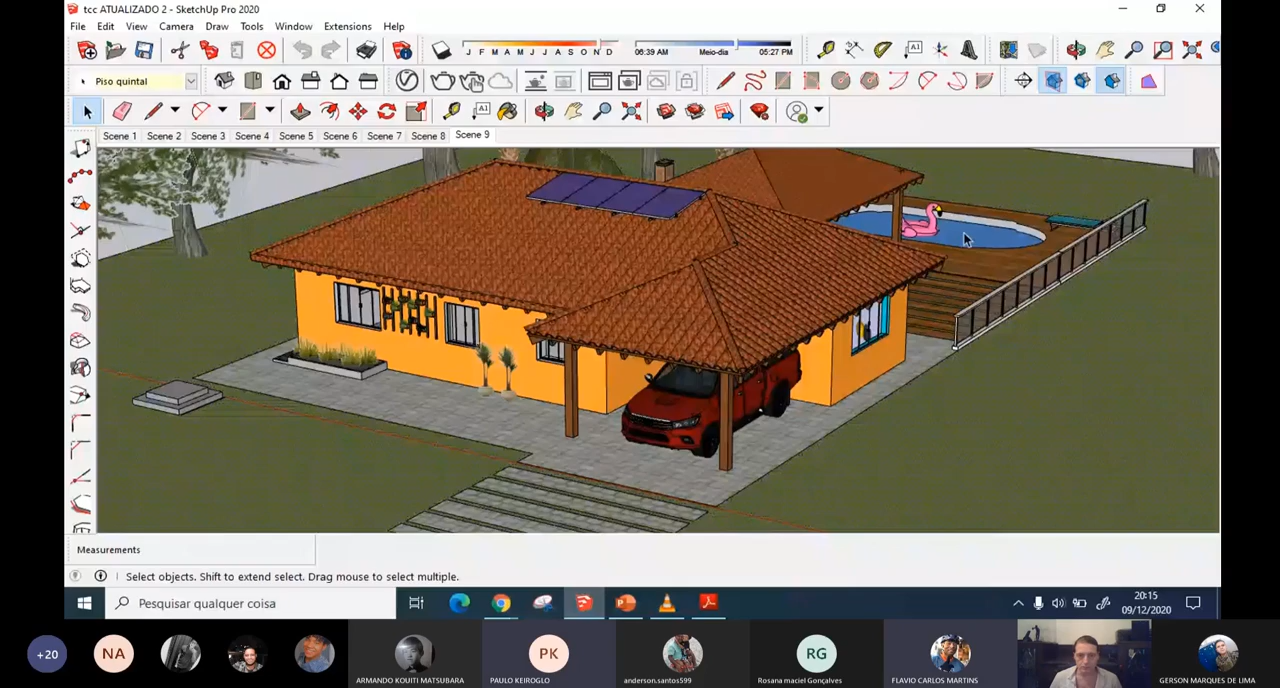 tcc ATUALIZADO 2 - SketchUp Pro 2020
File Edit View Camera Draw Tools Window Extensions Help
J F M A M J J A S O N D 06:39 AM Meio-dia 05:27 PM
A1
Piso quintal
A1
Scene 1 Scene 2 Scene 3 Scene 4 Scene 5 Scene 6 Scene 7 Scene 8 Scene 9
Measurements
Select objects. Shift to extend select. Drag mouse to select multiple.
Pesquisar qualquer coisa
20:15
09/12/2020
+20 NA PK RG
ARMANDO KOUITI MATSUBARA PAULO KEIROGLO anderson.santos599 Rosana maciel Gonçalves FLAVIO CARLOS MARTINS GERSON MARQUES DE LIMA